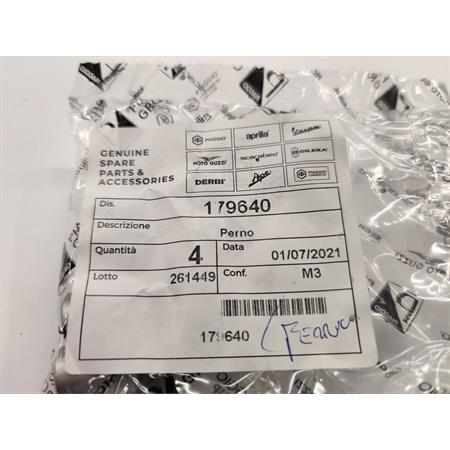 GENUINE
SPARE
PARTS &
ACCESSORIES
PIAGGIO
aprilia
Vespa
MOTO GUZZI
scarabeo
GILERA
DERBI
Ape
PIAGGIO
Dis. 179640
Descrizione Perno
Quantità 4 Data 01/07/2021
Lotto 261449 Conf. M3
179640